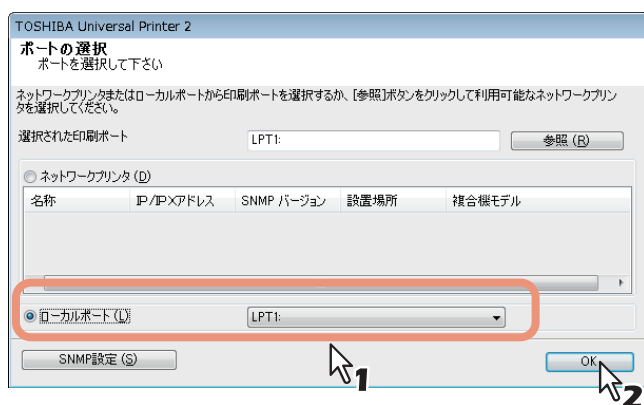 TOSHIBA Universal Printer 2
ポートの選択
ポートを選択して下さい
ネットワークプリンタまたはローカルポートから印刷ポートを選択するか、[参照]ボタンをクリックして利用可能なネットワークプリン
タを選択してください。
選択された印刷ポート LPT1: 参照 (R)
ネットワークプリンタ (D)
名称 IP/IPXアドレス SNMP バージョン 設置場所 複合機モデル
ローカルポート (L) LPT1:
SNMP設定 (S) 1 OK 2